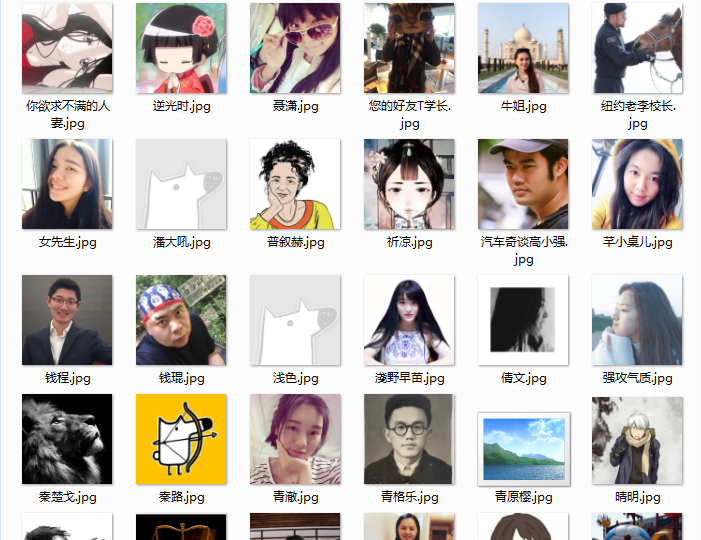 你欲求不满的人
妻.jpg
逆光时.jpg
聂潇.jpg
您的好友T学长.
jpg
牛姐.jpg
纽约老李校长.
jpg
女先生.jpg
潘大吼.jpg
普叙赫.jpg
祈凉.jpg
汽车奇谈高小强.
jpg
芊小桌儿.jpg
钱程.jpg
钱琨.jpg
浅色.jpg
淺野早苗.jpg
倩文.jpg
强攻气质.jpg
秦楚戈.jpg
秦路.jpg
青澈.jpg
青格乐.jpg
青原樱.jpg
晴明.jpg